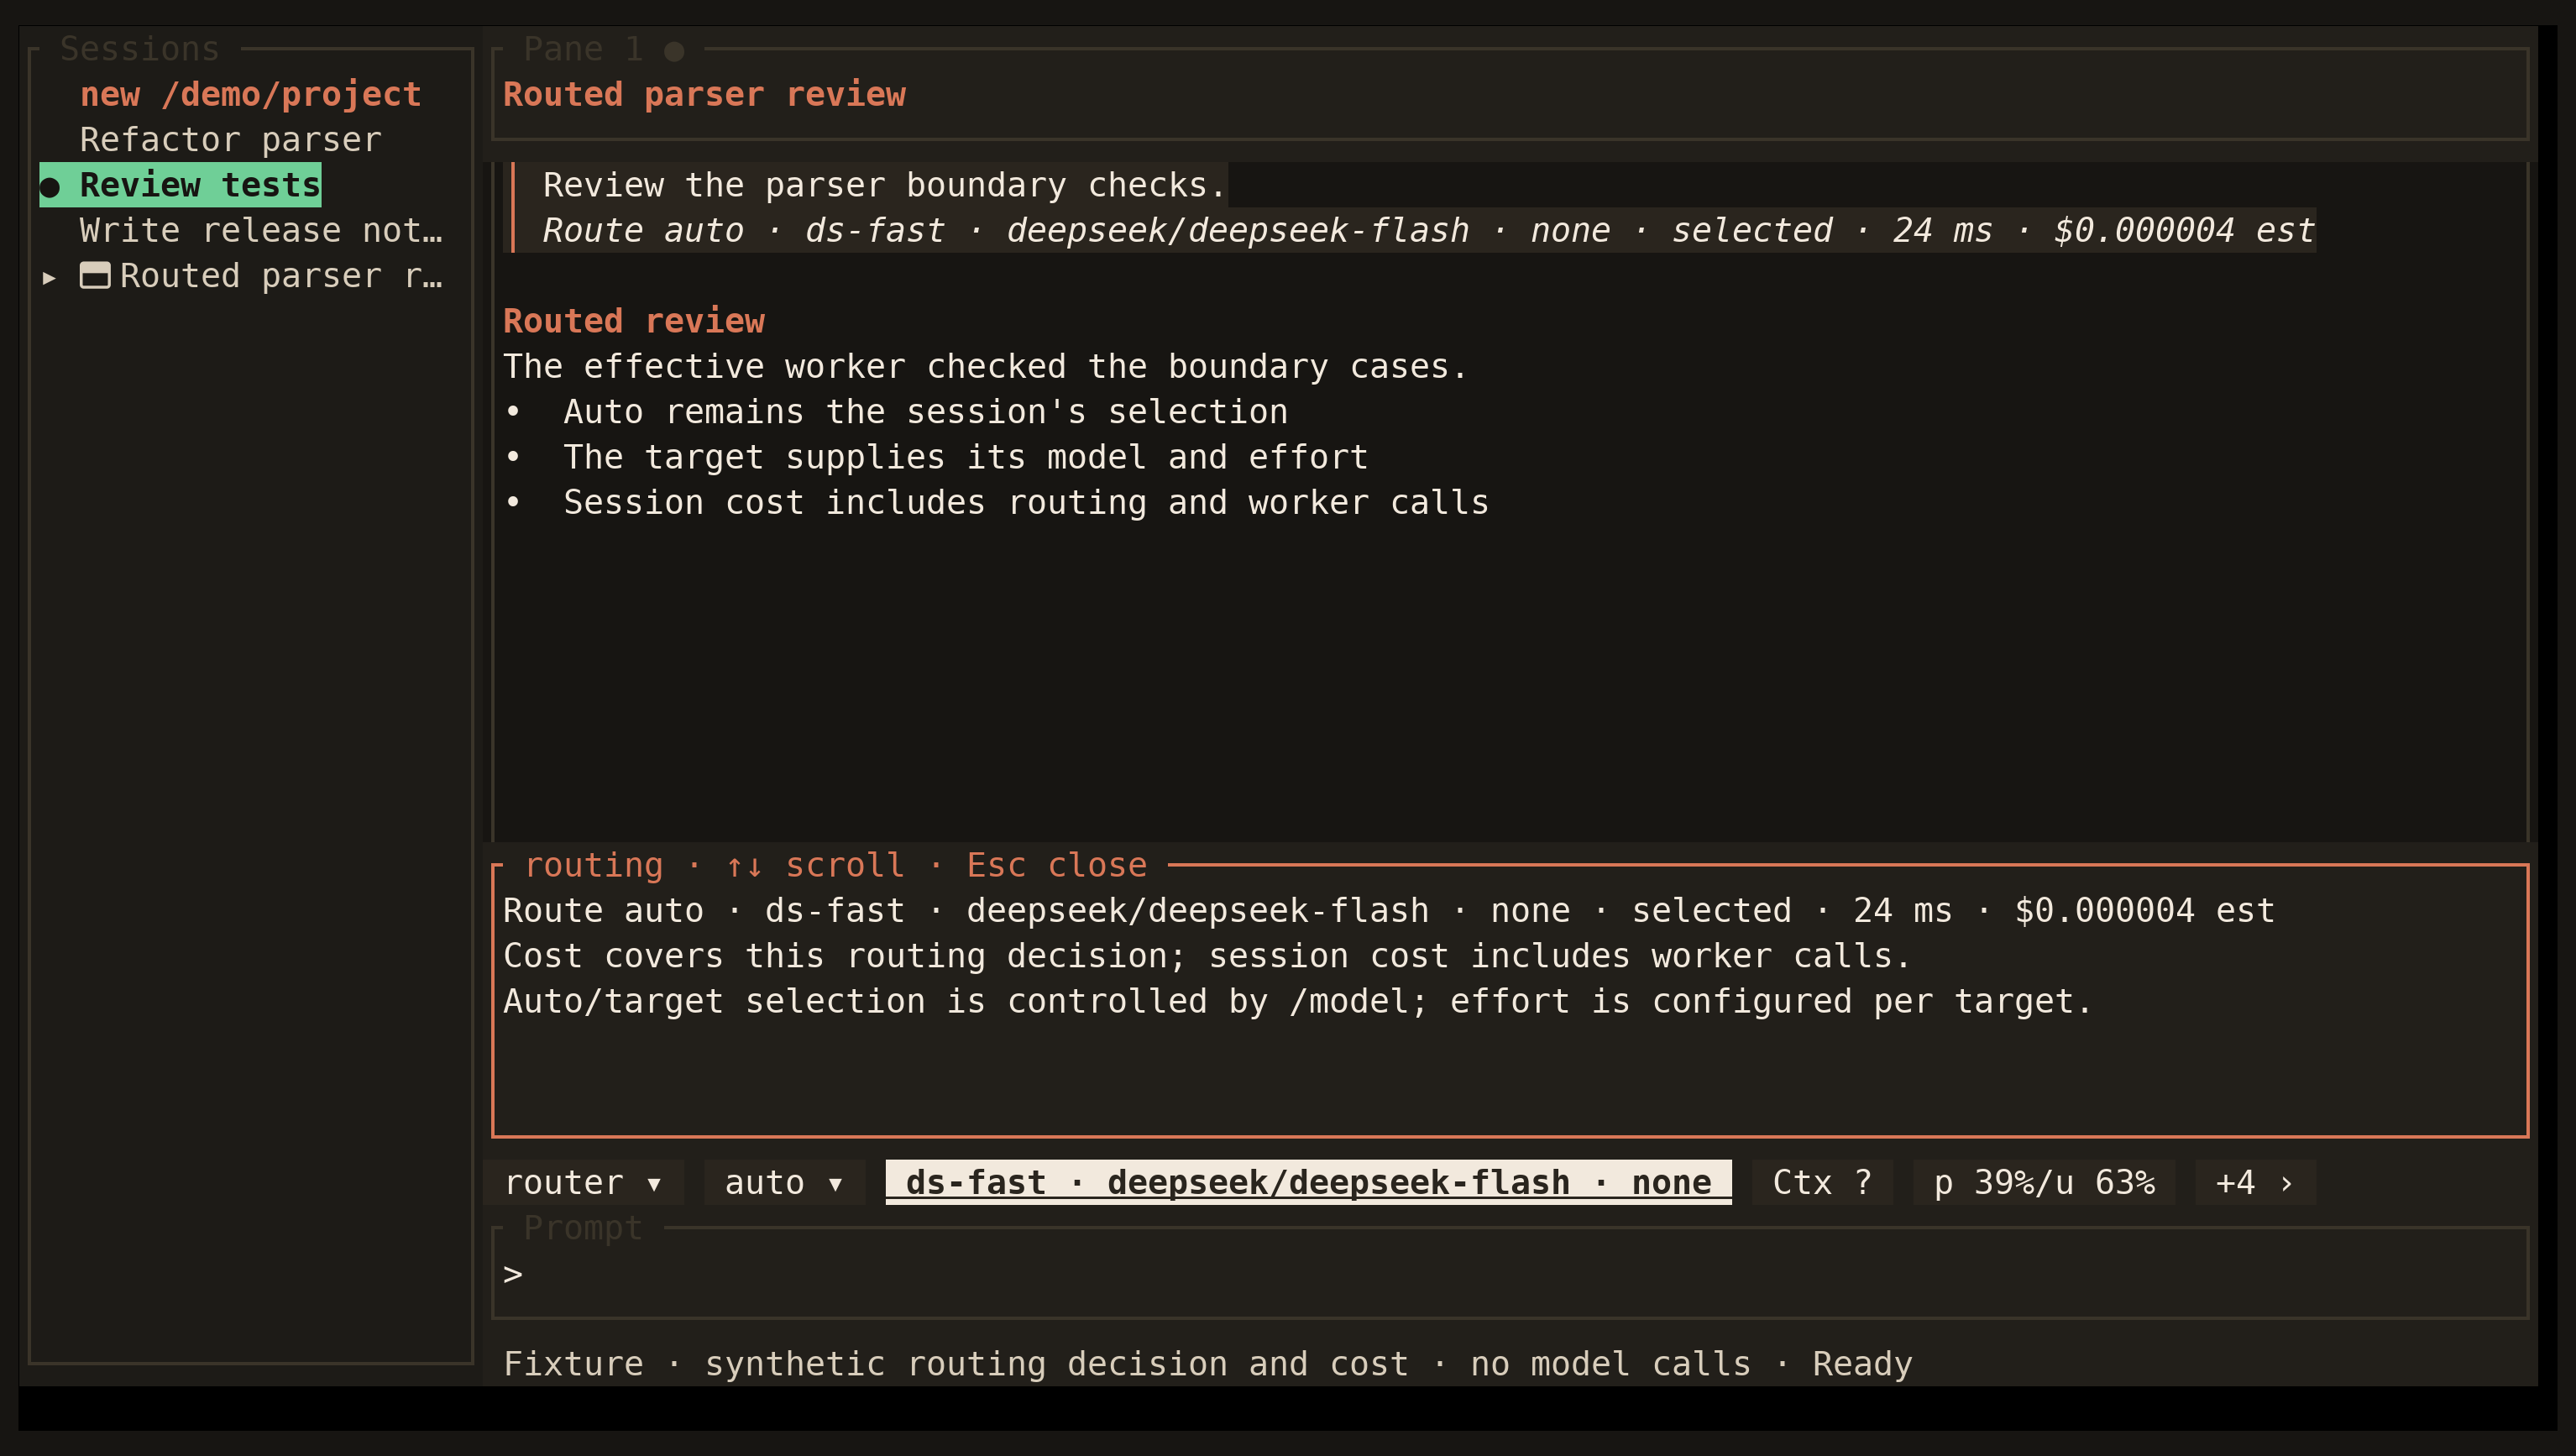 Sessions
new /demo/project
Refactor parser
● Review tests
Write release not…
▸ Routed parser r…
Pane 1 ●
Routed parser review
Review the parser boundary checks.
Route auto · ds-fast · deepseek/deepseek-flash · none · selected · 24 ms · $0.000004 est
Routed review
The effective worker checked the boundary cases.
• Auto remains the session's selection
• The target supplies its model and effort
• Session cost includes routing and worker calls
routing · ↑↓ scroll · Esc close
Route auto · ds-fast · deepseek/deepseek-flash · none · selected · 24 ms · $0.000004 est
Cost covers this routing decision; session cost includes worker calls.
Auto/target selection is controlled by /model; effort is configured per target.
router ▾ auto ▾ ds-fast · deepseek/deepseek-flash · none Ctx ? p 39%/u 63% +4 ›
Prompt
>
Fixture · synthetic routing decision and cost · no model calls · Ready